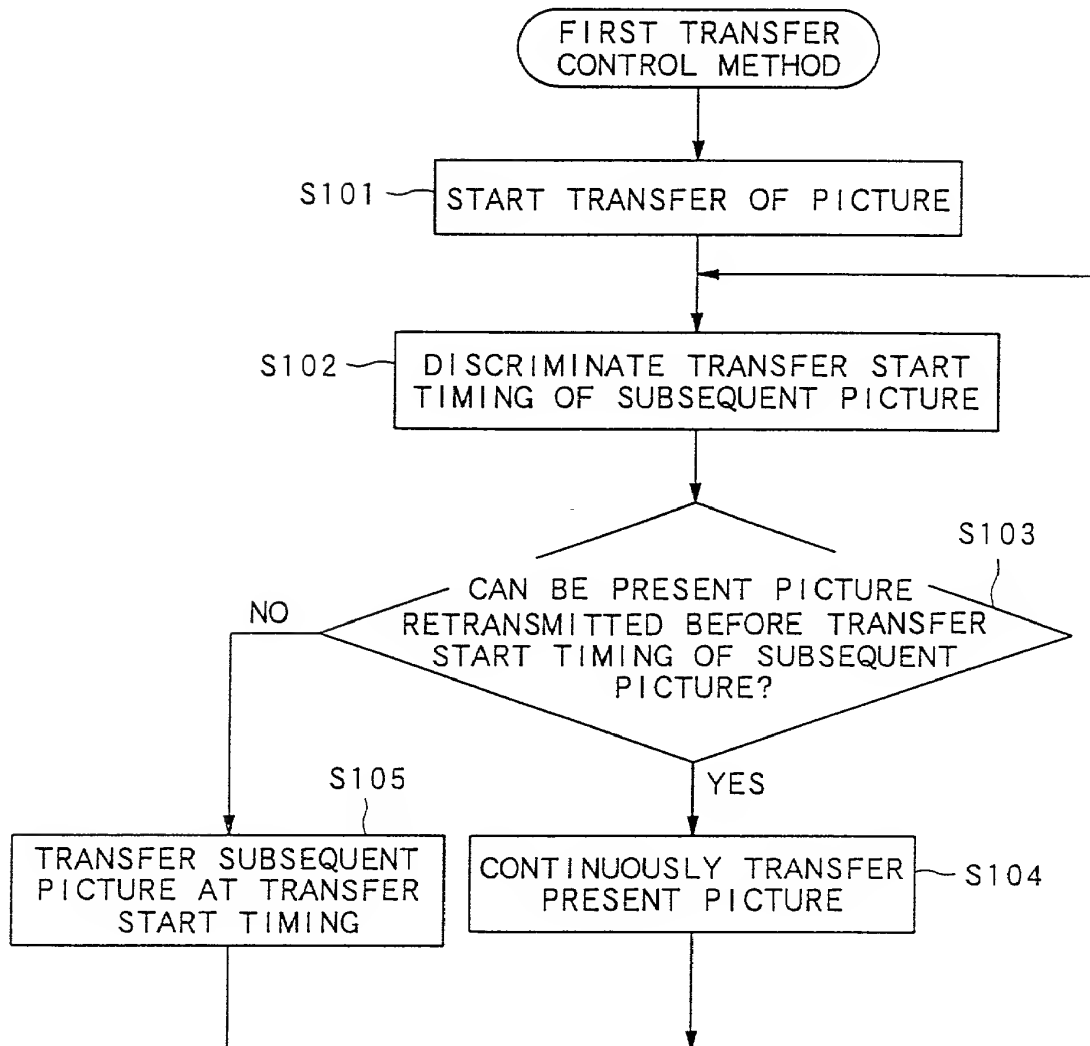 FIRST TRANSFER
CONTROL METHOD
S101
START TRANSFER OF PICTURE
S102
DISCRIMINATE TRANSFER START
TIMING OF SUBSEQUENT PICTURE
S103
CAN BE PRESENT PICTURE
RETRANSMITTED BEFORE TRANSFER
START TIMING OF SUBSEQUENT
PICTURE?
NO
YES
S105
TRANSFER SUBSEQUENT
PICTURE AT TRANSFER
START TIMING
CONTINUOUSLY TRANSFER
PRESENT PICTURE
S104